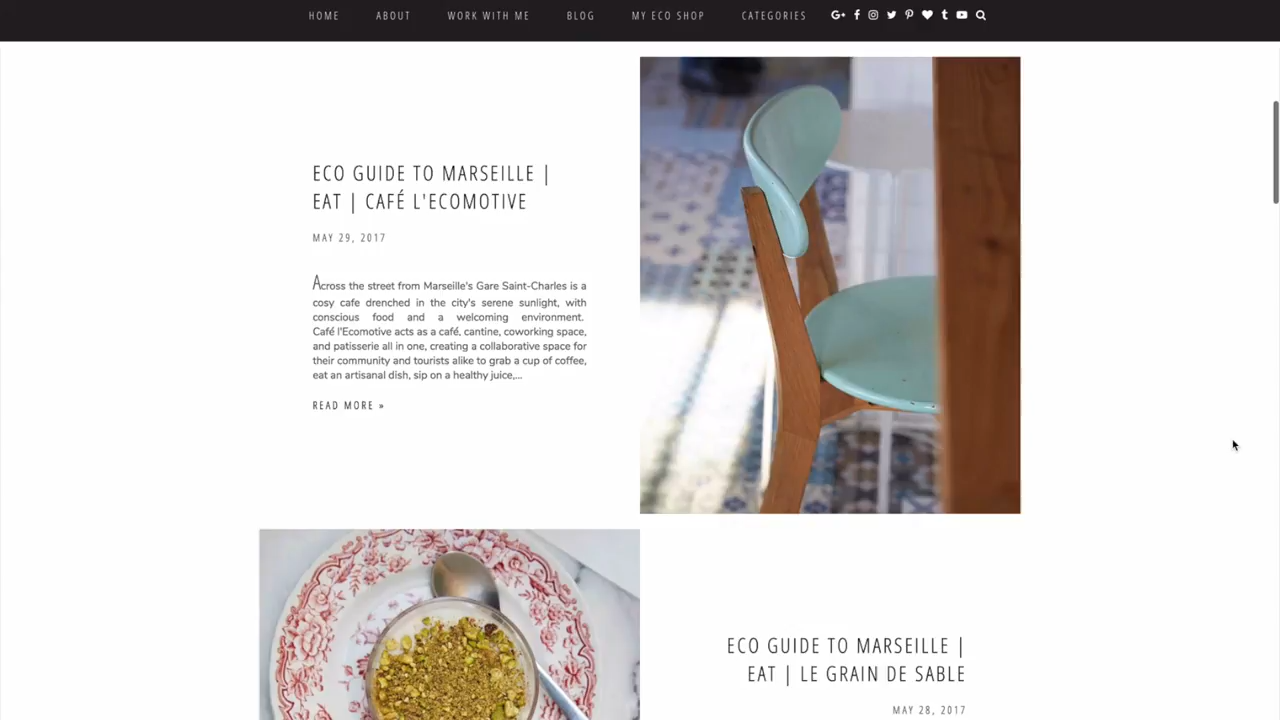 HOME ABOUT WORK WITH ME BLOG MY ECO SHOP CATEGORIES
ECO GUIDE TO MARSEILLE |
EAT | CAFÉ L'ECOMOTIVE
MAY 29, 2017
Across the street from Marseille's Gare Saint-Charles is a
cosy cafe drenched in the city's serene sunlight, with
conscious food and a welcoming environment.
Café l'Ecomotive acts as a café, cantine, coworking space,
and patisserie all in one, creating a collaborative space for
their community and tourists alike to grab a cup of coffee,
eat an artisanal dish, sip on a healthy juice,...
READ MORE »
ECO GUIDE TO MARSEILLE |
EAT | LE GRAIN DE SABLE
MAY 28, 2017